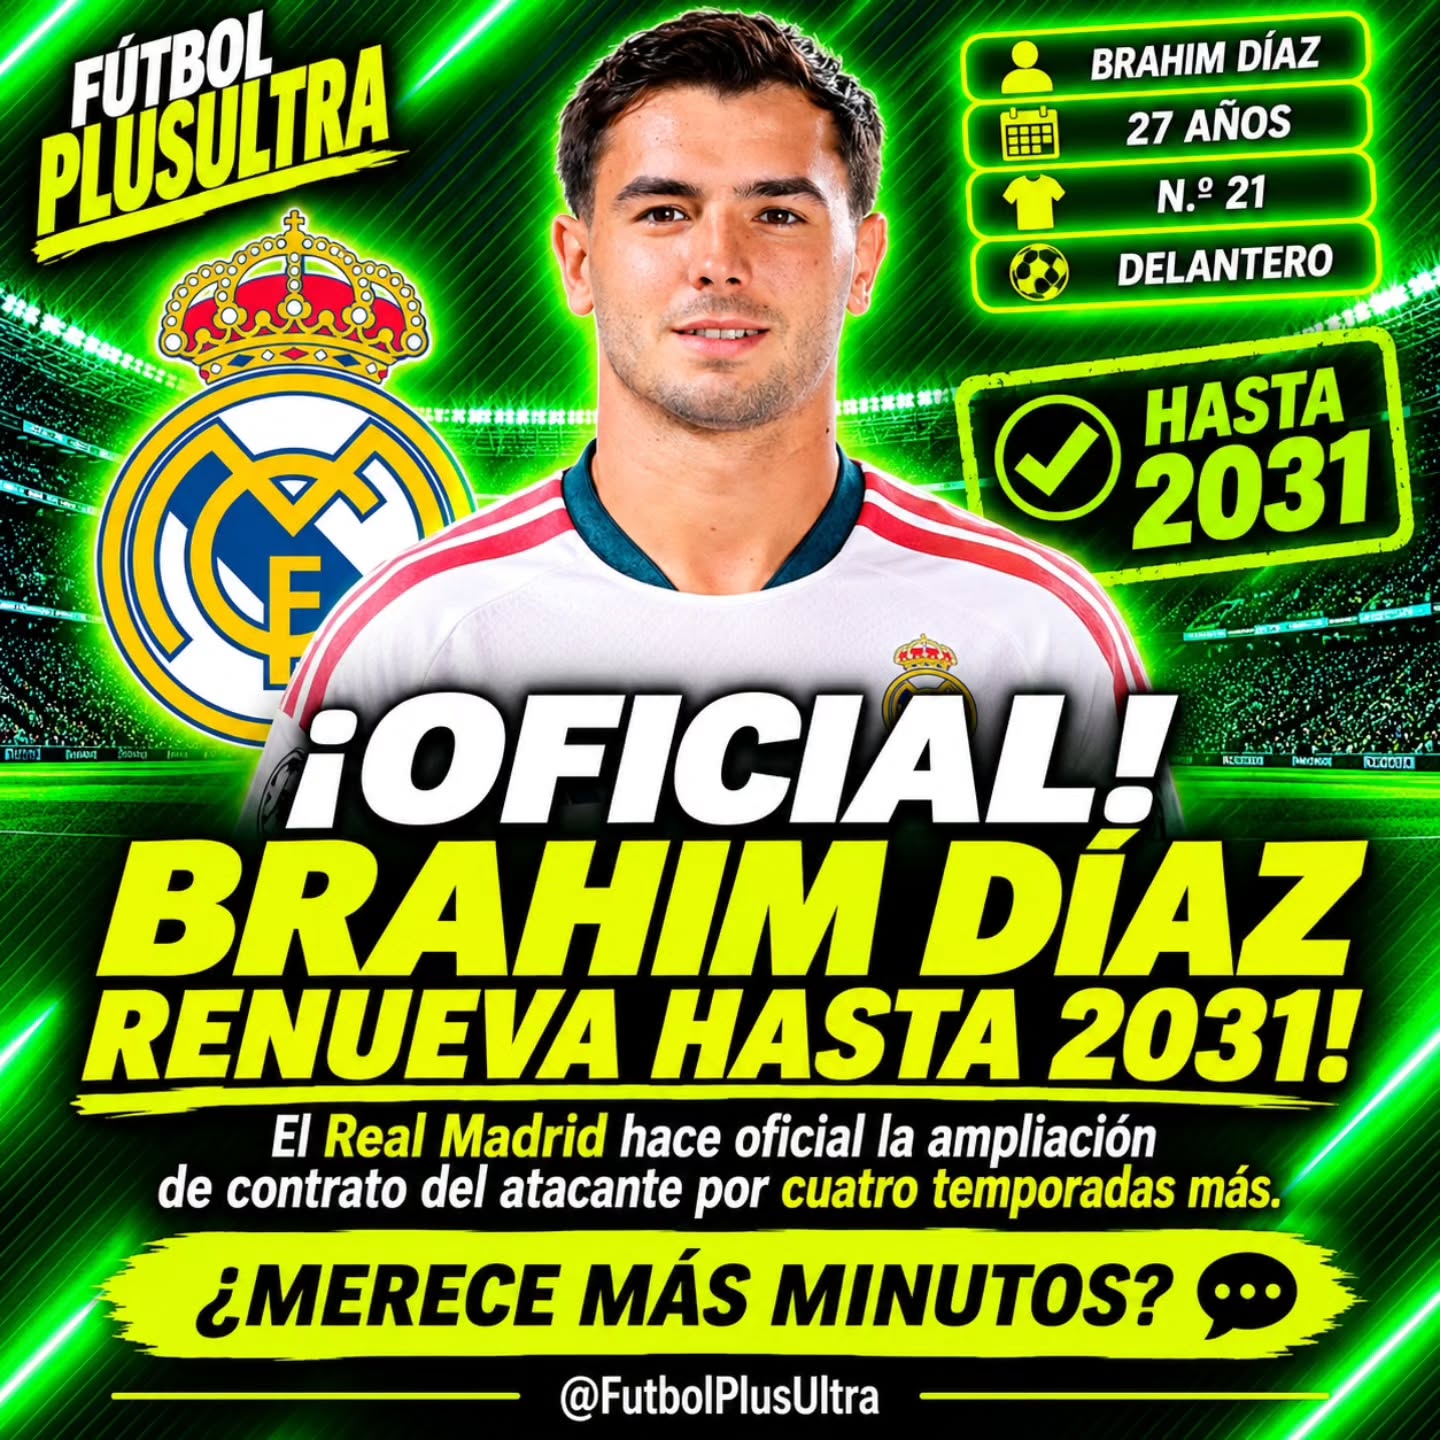 FÚTBOL
PLUSULTRA
BRAHIM DÍAZ
27 AÑOS
N.º 21
DELANTERO
HASTA
2031
¡OFICIAL!
BRAHIM DÍAZ
RENUEVA HASTA 2031!
El Real Madrid hace oficial la ampliación
de contrato del atacante por cuatro temporadas más.
¿MERECE MÁS MINUTOS?
@FutbolPlusUltra